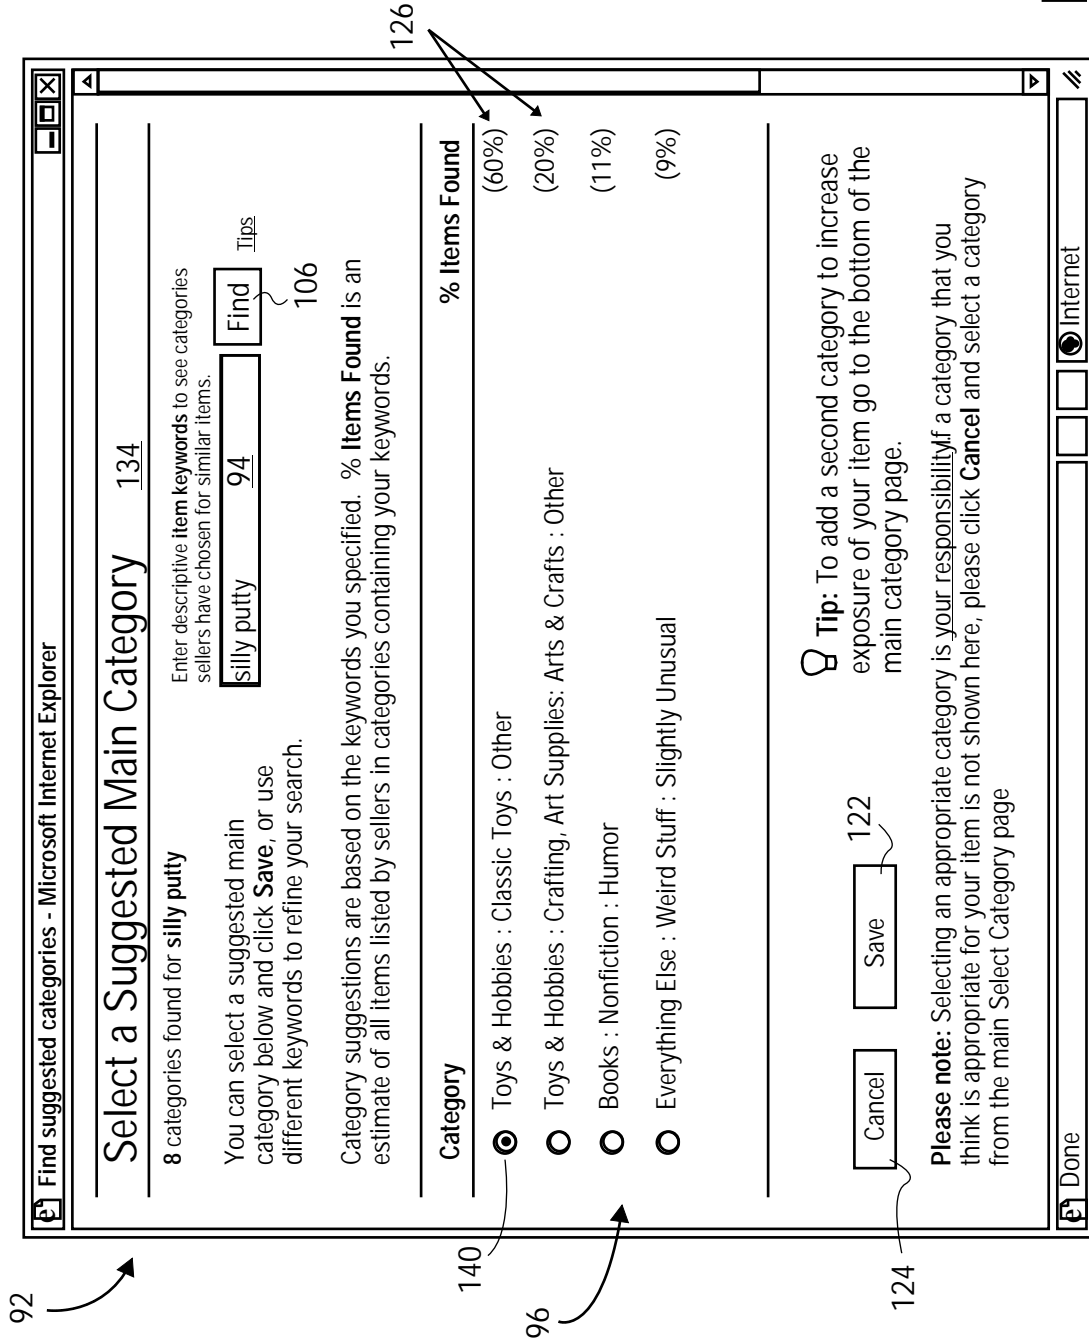 92
Find suggested categories - Microsoft Internet Explorer
Select a Suggested Main Category 134
8 categories found for silly putty
You can select a suggested main
category below and click Save, or use
different keywords to refine your search.
Enter descriptive item keywords to see categories
sellers have chosen for similar items.
silly putty 94 Find Tips
106
Category suggestions are based on the keywords you specified. % Items Found is an
estimate of all items listed by sellers in categories containing your keywords.
126
Category % Items Found
Toys & Hobbies : Classic Toys : Other (60%)
Toys & Hobbies : Crafting, Art Supplies: Arts & Crafts : Other (20%)
Books : Nonfiction : Humor (11%)
Everything Else : Weird Stuff : Slightly Unusual (9%)
140
96
Cancel Save 122
124
Tip: To add a second category to increase
exposure of your item go to the bottom of the
main category page.
Please note: Selecting an appropriate category is your responsibility.If a category that you
think is appropriate for your item is not shown here, please click Cancel and select a category
from the main Select Category page
Done Internet